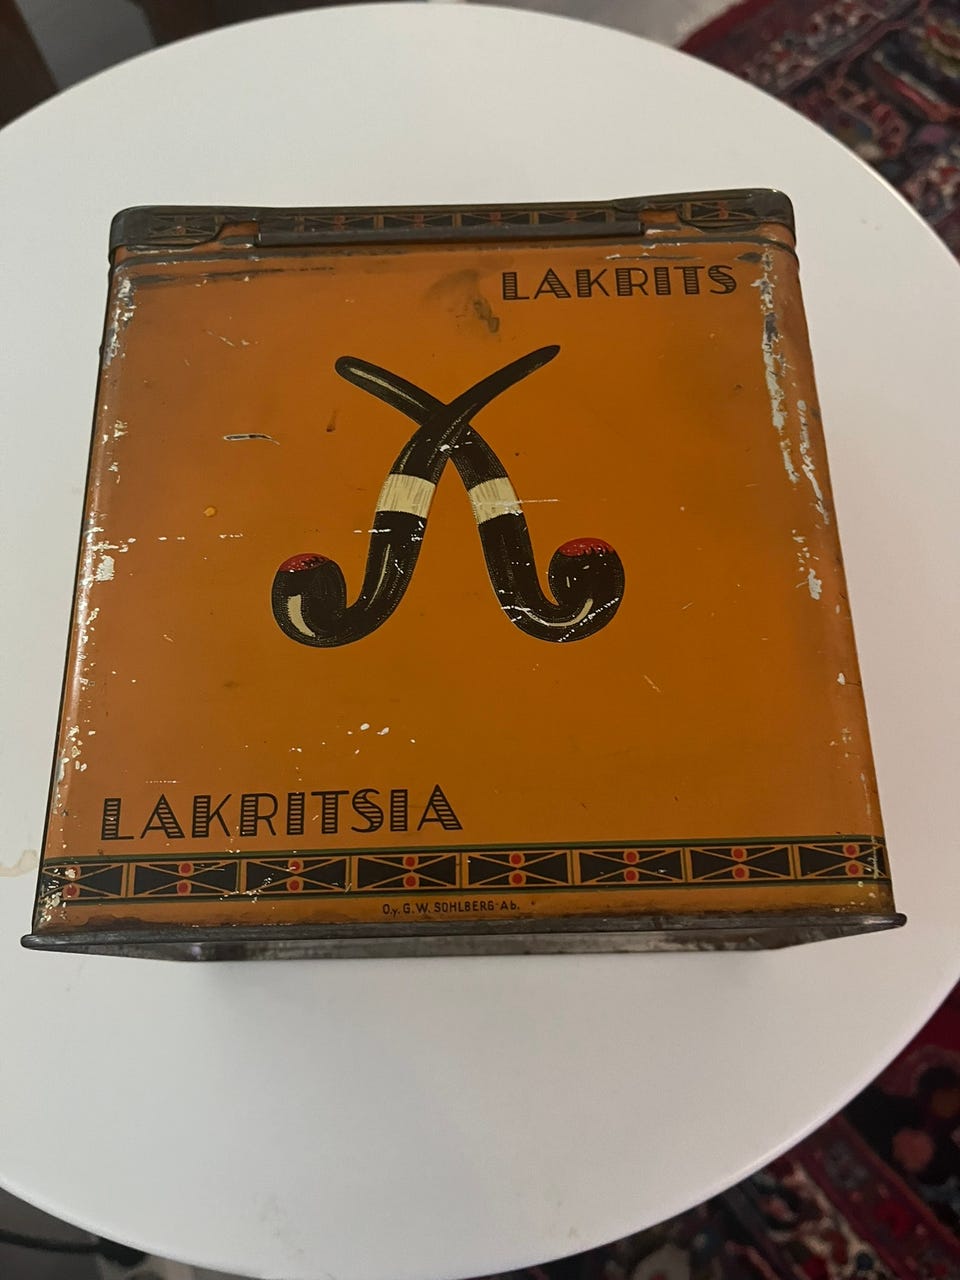 LAKRITS
LAKRITSIA
O.y. G.W. SOHLBERG Ab.